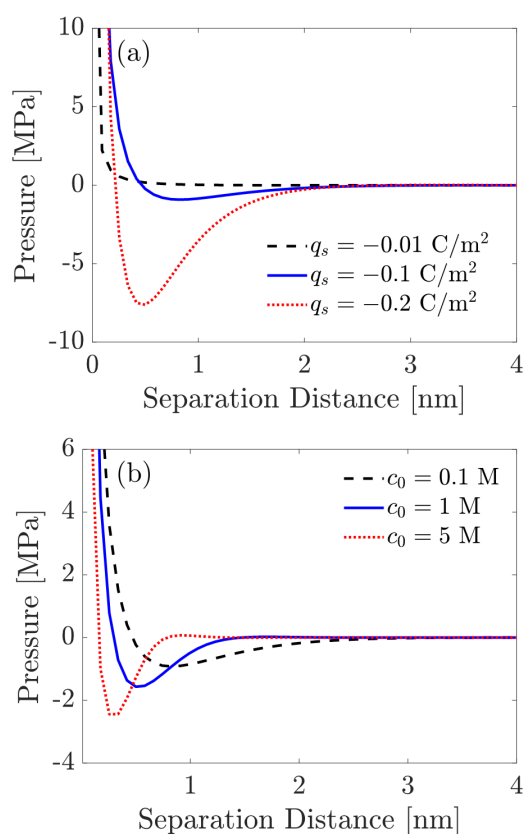 10
(a)
5
0
-5
-10
Pressure [MPa]
qₛ = −0.01 C/m²
qₛ = −0.1 C/m²
qₛ = −0.2 C/m²
0 1 2 3 4
Separation Distance [nm]
6
(b)
4
2
0
-2
-4
Pressure [MPa]
c₀ = 0.1 M
c₀ = 1 M
c₀ = 5 M
1 2 3 4
Separation Distance [nm]